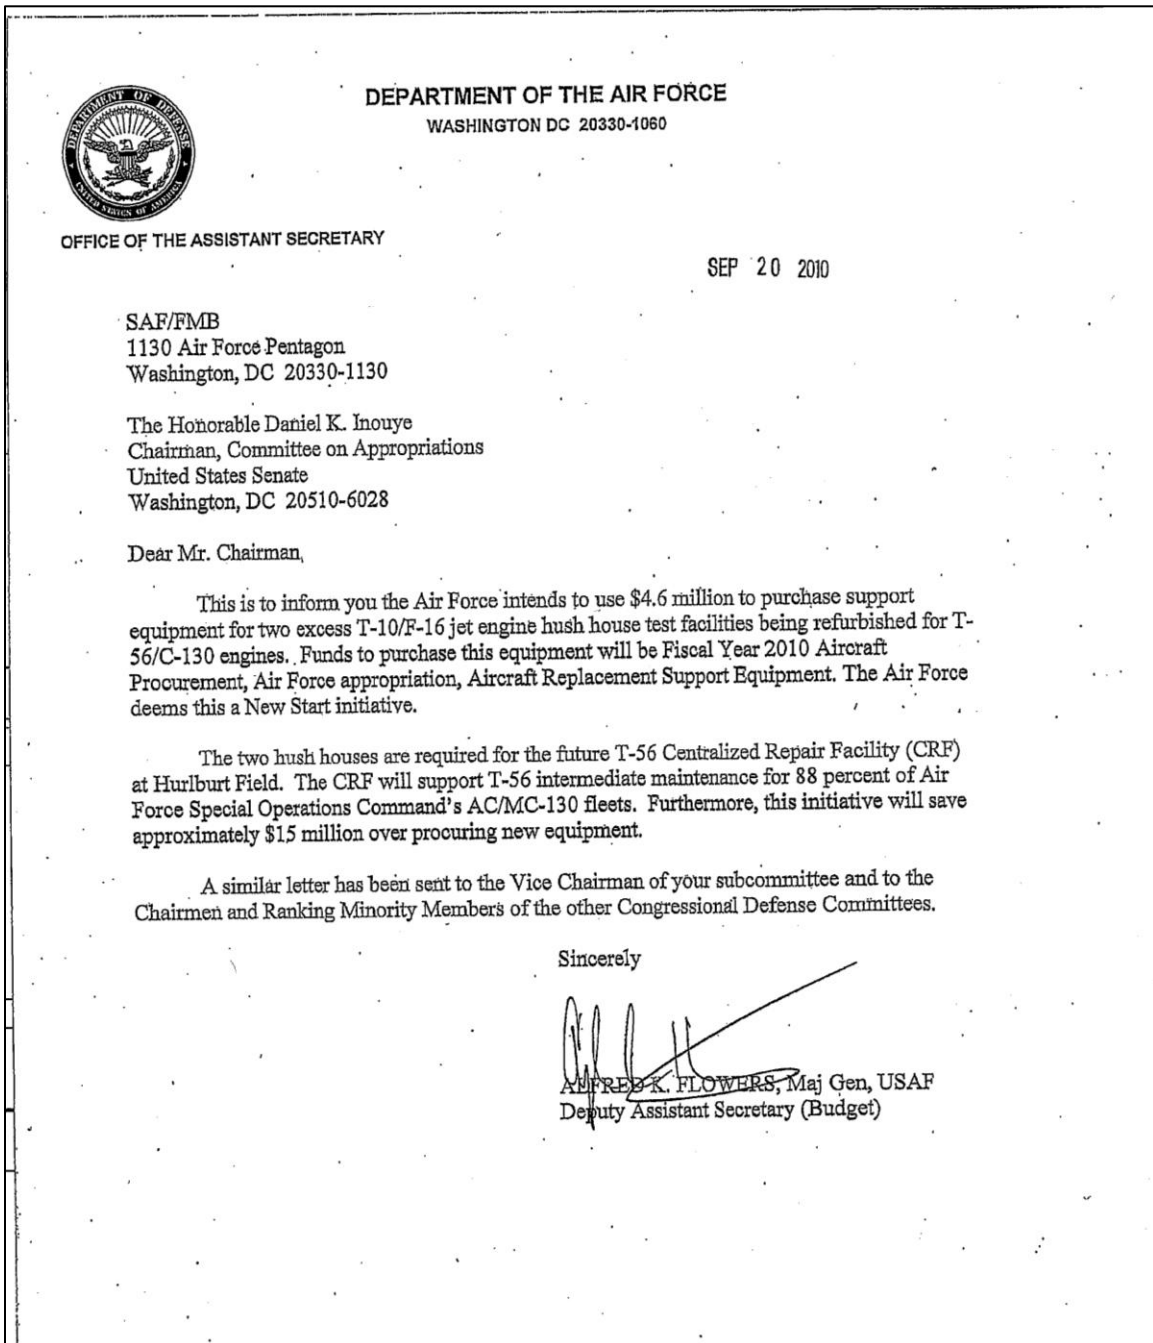 DEPARTMENT OF THE AIR FORCE
WASHINGTON DC 20330-1060
DEPARTMENT OF DEFENSE
UNITED STATES OF AMERICA
OFFICE OF THE ASSISTANT SECRETARY
SEP 20 2010
SAF/FMB
1130 Air Force Pentagon
Washington, DC 20330-1130
The Honorable Daniel K. Inouye
Chairman, Committee on Appropriations
United States Senate
Washington, DC 20510-6028
Dear Mr. Chairman,
This is to inform you the Air Force intends to use $4.6 million to purchase support
equipment for two excess T-10/F-16 jet engine hush house test facilities being refurbished for T-
56/C-130 engines. Funds to purchase this equipment will be Fiscal Year 2010 Aircraft
Procurement, Air Force appropriation, Aircraft Replacement Support Equipment. The Air Force
deems this a New Start initiative.
The two hush houses are required for the future T-56 Centralized Repair Facility (CRF)
at Hurlburt Field. The CRF will support T-56 intermediate maintenance for 88 percent of Air
Force Special Operations Command's AC/MC-130 fleets. Furthermore, this initiative will save
approximately $15 million over procuring new equipment.
A similar letter has been sent to the Vice Chairman of your subcommittee and to the
Chairmen and Ranking Minority Members of the other Congressional Defense Committees.
Sincerely
ALFRED K. FLOWERS, Maj Gen, USAF
Deputy Assistant Secretary (Budget)